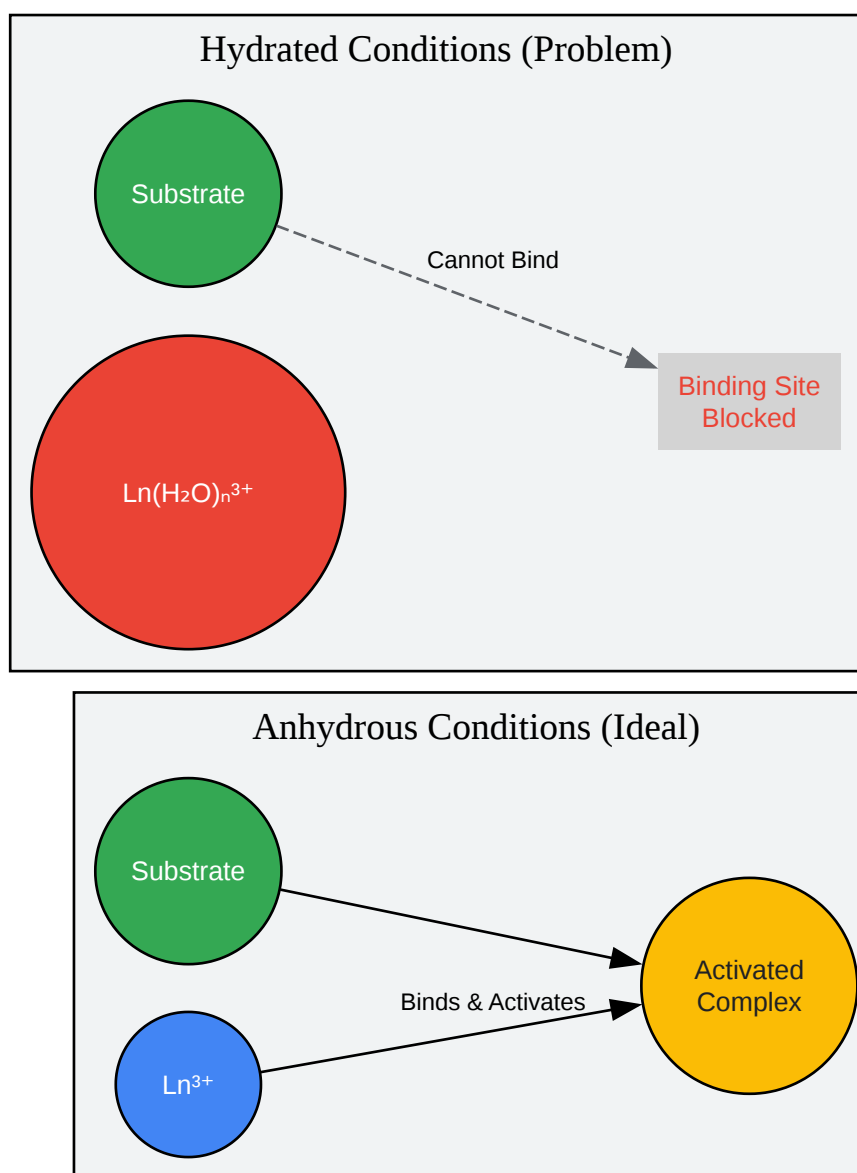 Hydrated Conditions (Problem)
Substrate
Cannot Bind
Binding Site
Blocked
Ln(H₂O)ₙ³⁺
Anhydrous Conditions (Ideal)
Substrate
Activated
Complex
Binds & Activates
Ln³⁺